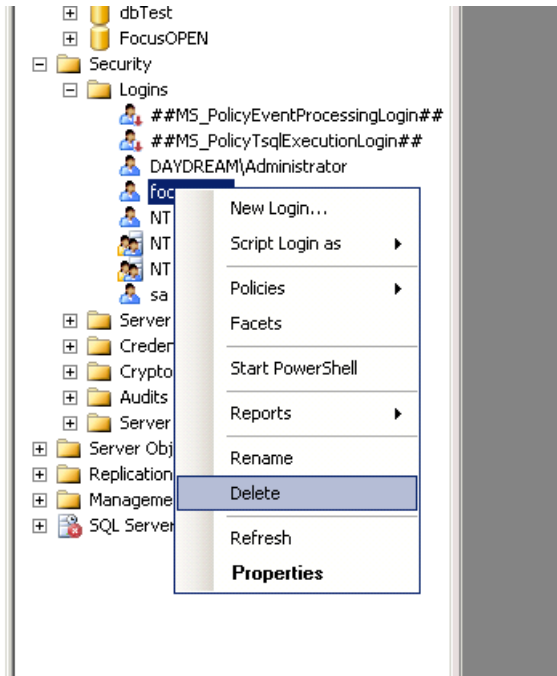 dbTest
FocusOPEN
Security
Logins
##MS_PolicyEventProcessingLogin##
##MS_PolicyTsqlExecutionLogin##
DAYDREAM\Administrator
foc
NT
NT
NT
sa
Server
Creden
Crypto
Audits
Server
Server Obj
Replication
Manageme
SQL Server
New Login...
Script Login as
Policies
Facets
Start PowerShell
Reports
Rename
Delete
Refresh
Properties